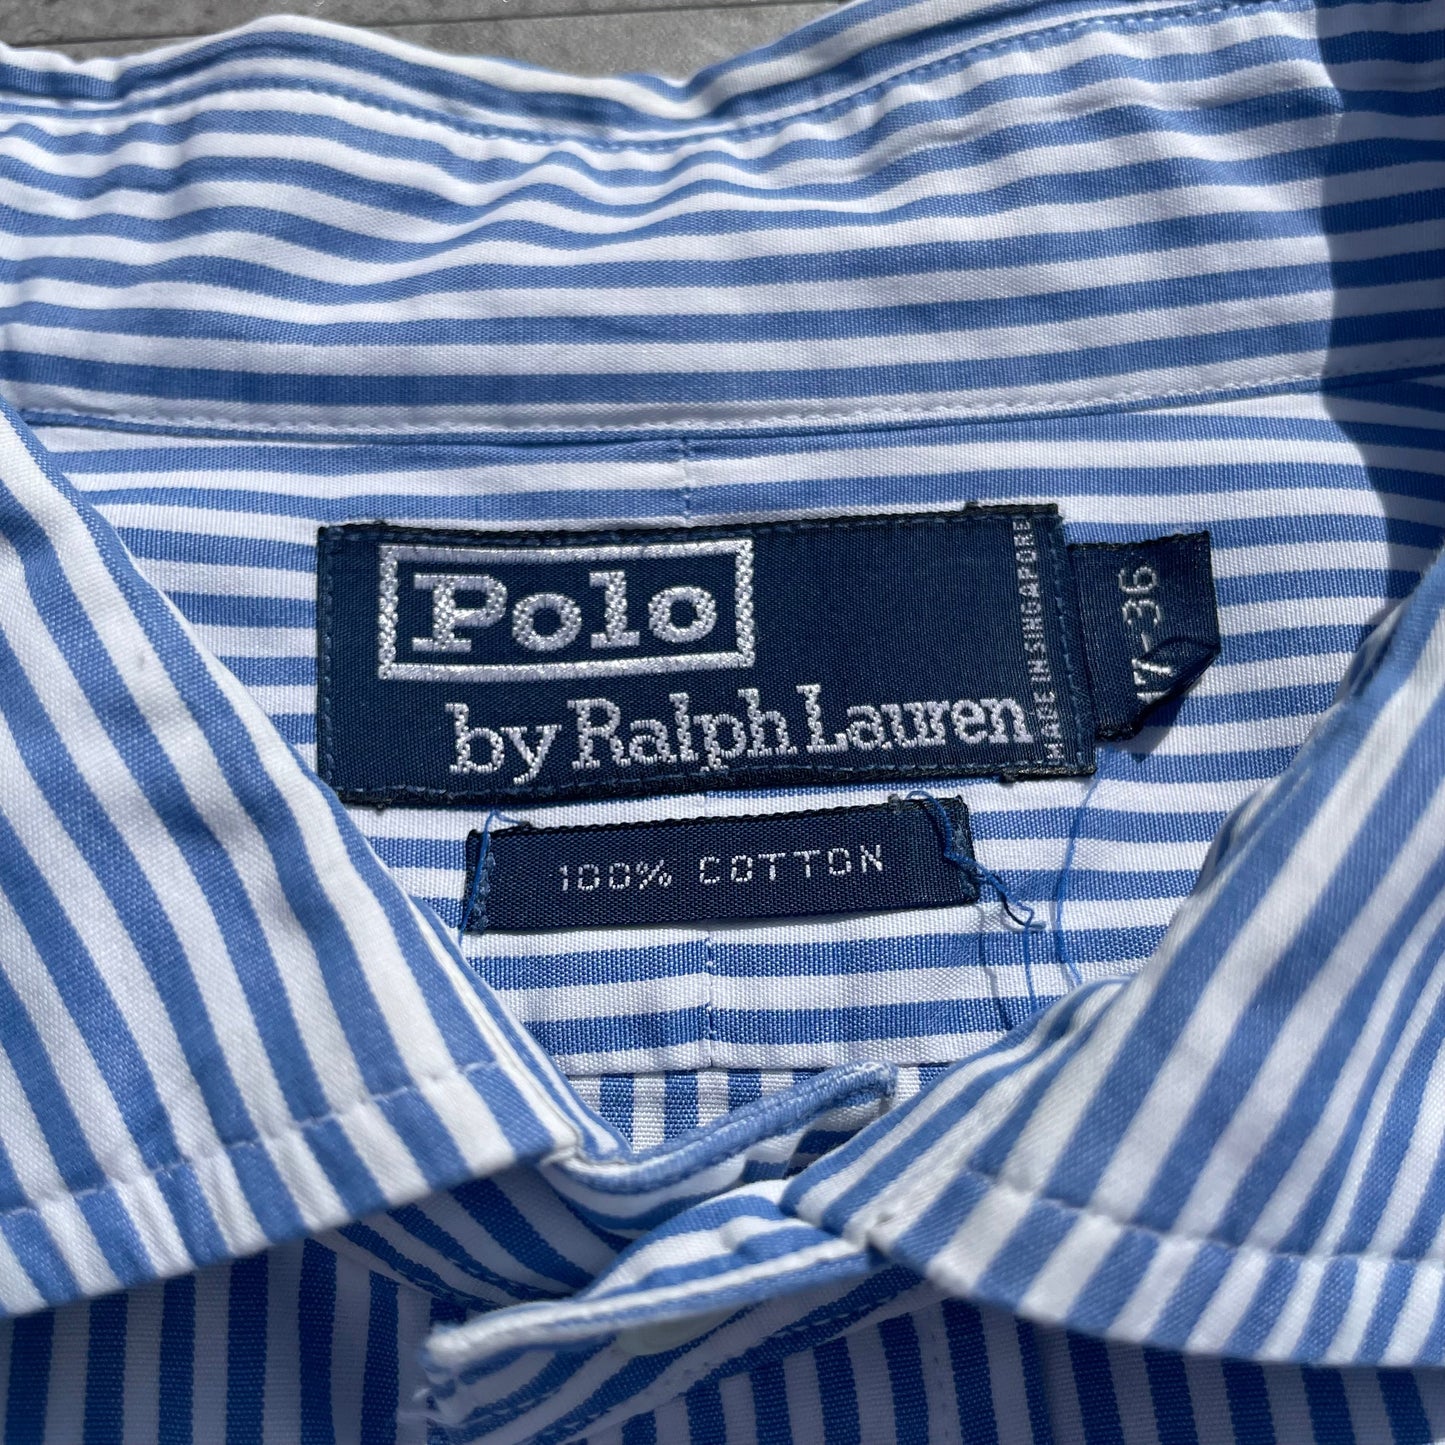 Polo
by Ralph Lauren
MADE IN SINGAPORE
17-36
100% COTTON